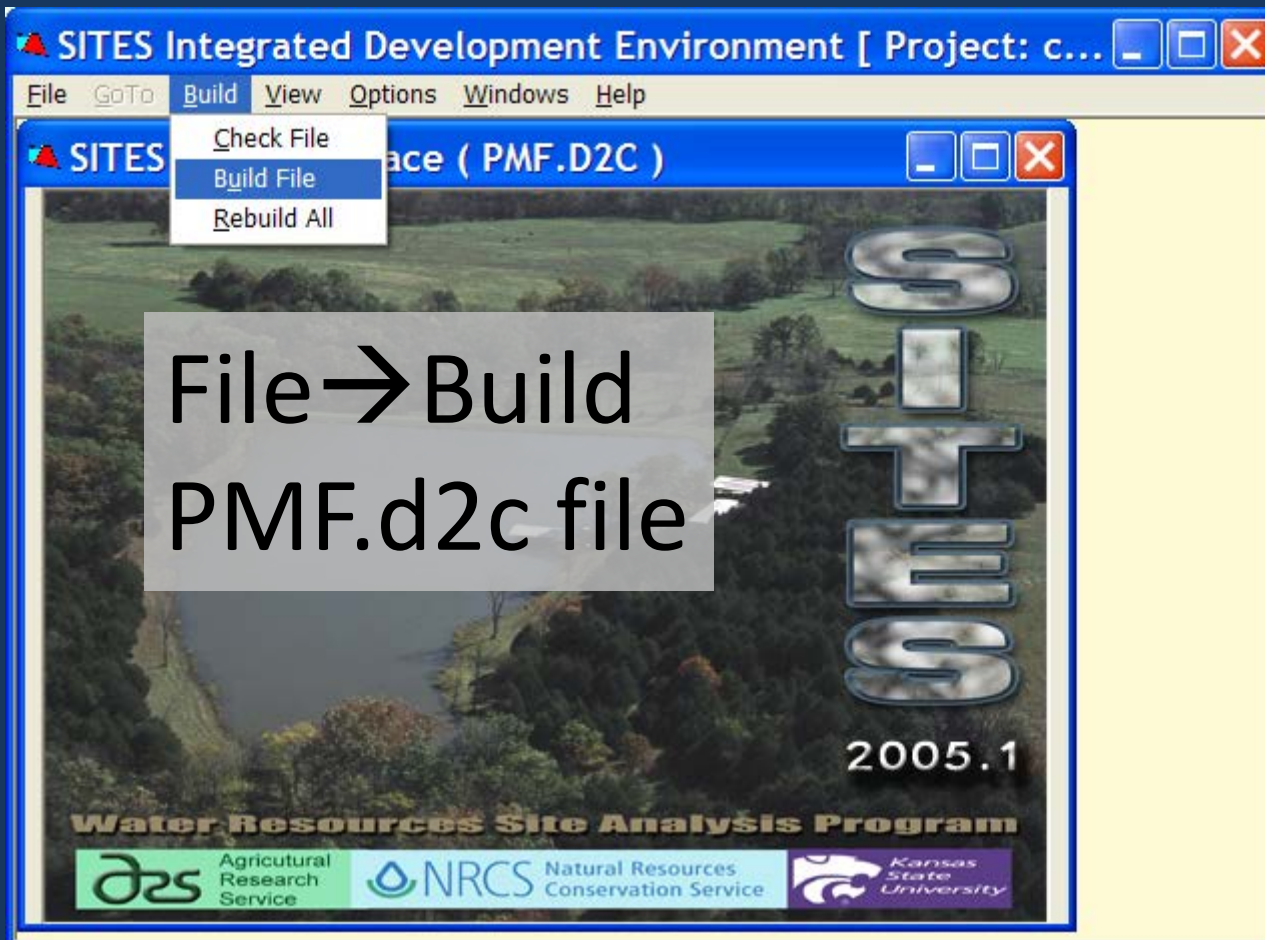 SITES Integrated Development Environment [ Project: c...
File GoTo Build View Options Windows Help
Check File
Build File
Rebuild All
SITES ace ( PMF.D2C )
File→Build
PMF.d2c file
SITES
2005.1
Water Resources Site Analysis Program
ars Agricutural
Research
Service
NRCS Natural Resources
Conservation Service
Kansas
State
University